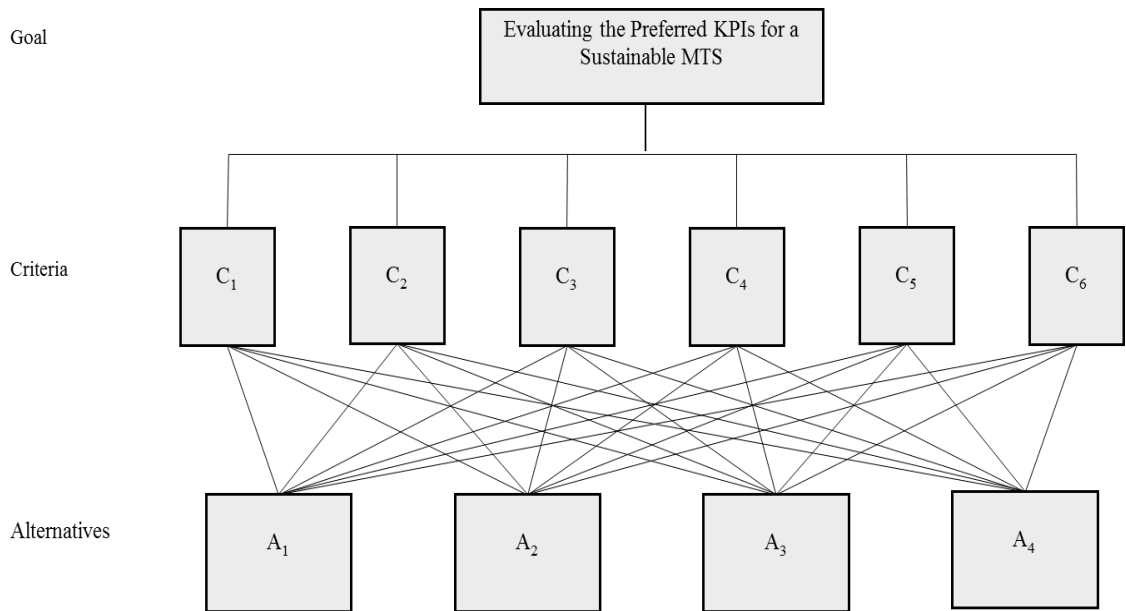 Goal
Evaluating the Preferred KPIs for a
Sustainable MTS
Criteria
C₁
C₂
C₃
C₄
C₅
C₆
Alternatives
A₁
A₂
A₃
A₄